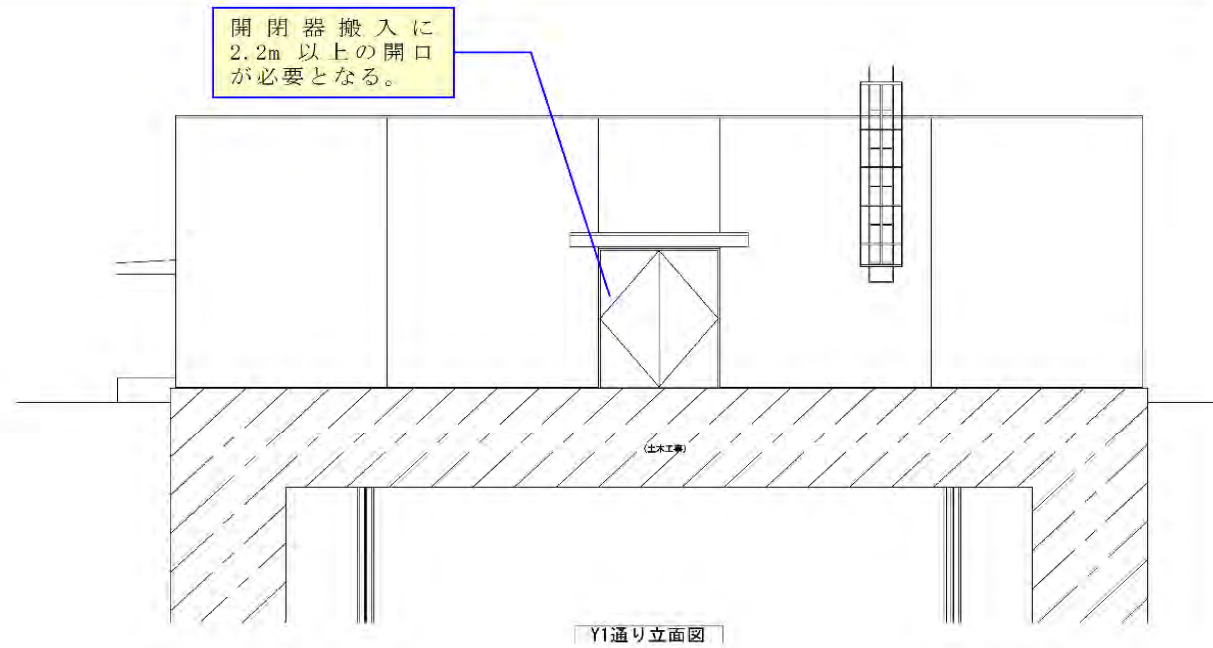 開閉器搬入に
2.2m 以上の開口
が必要となる。
(土木工事)
Y1通り立面図